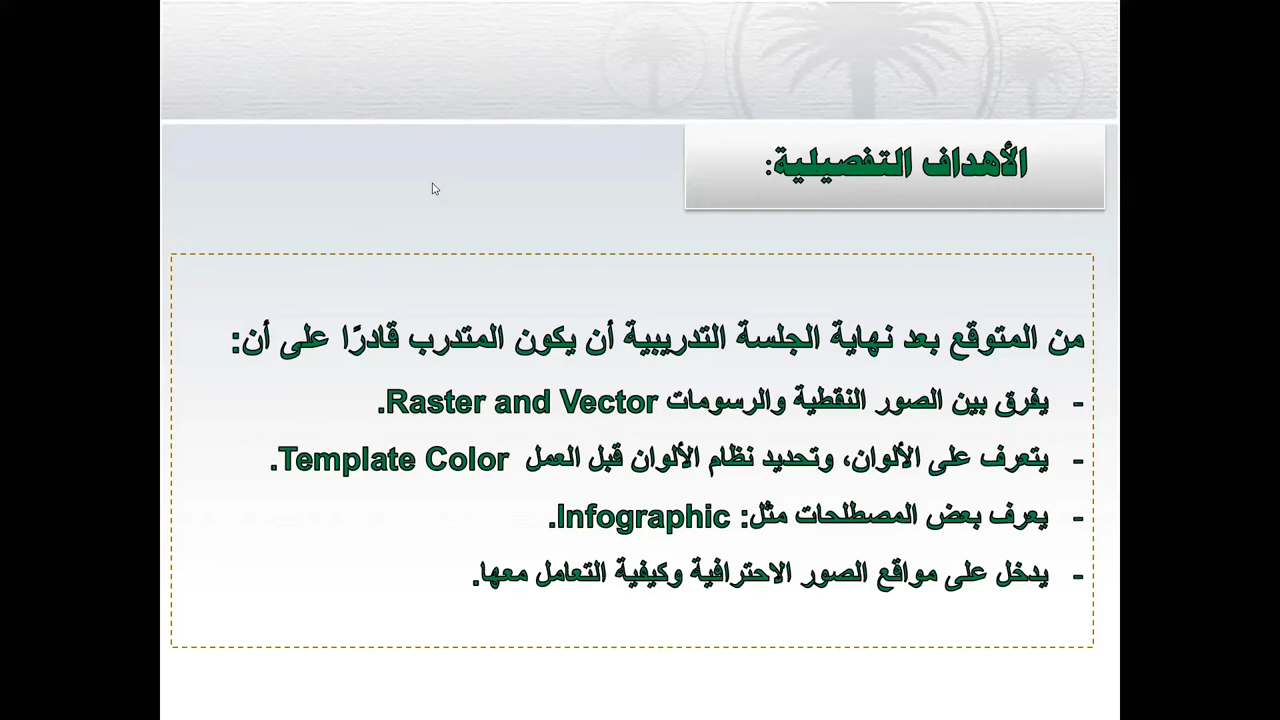 الأهداف التفصيلية:
من المتوقع بعد نهاية الجلسة التدريبية أن يكون المتدرب قادرًا على أن:
- يفرق بين الصور النقطية والرسومات Raster and Vector.
- يتعرف على الألوان، وتحديد نظام الألوان قبل العمل Template Color.
- يعرف بعض المصطلحات مثل: Infographic.
- يدخل على مواقع الصور الاحترافية وكيفية التعامل معها.